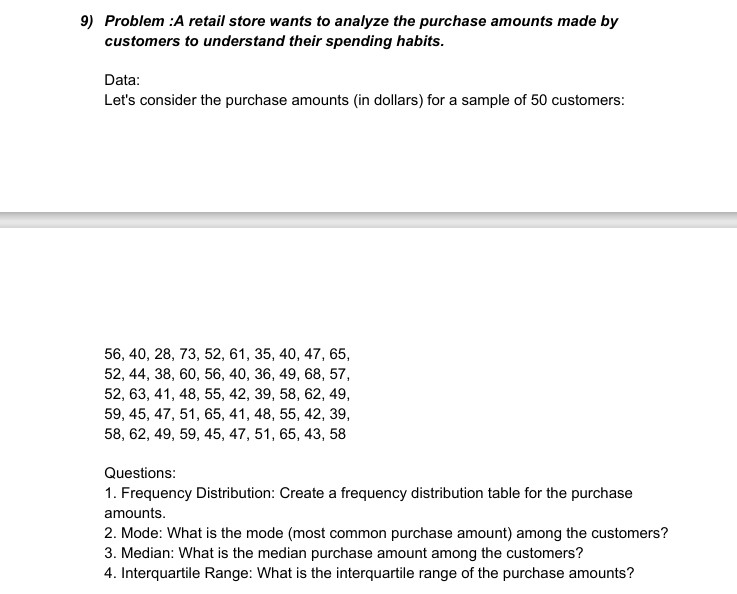 9) Problem :A retail store wants to analyze the purchase amounts made by
customers to understand their spending habits.
Data:
Let's consider the purchase amounts (in dollars) for a sample of 50 customers:
56, 40, 28, 73, 52, 61, 35, 40, 47, 65,
52, 44, 38, 60, 56, 40, 36, 49, 68, 57,
52, 63, 41, 48, 55, 42, 39, 58, 62, 49,
59, 45, 47, 51, 65, 41, 48, 55, 42, 39,
58, 62, 49, 59, 45, 47, 51, 65, 43, 58
Questions:
1. Frequency Distribution: Create a frequency distribution table for the purchase
amounts.
2. Mode: What is the mode (most common purchase amount) among the customers?
3. Median: What is the median purchase amount among the customers?
4. Interquartile Range: What is the interquartile range of the purchase amounts?